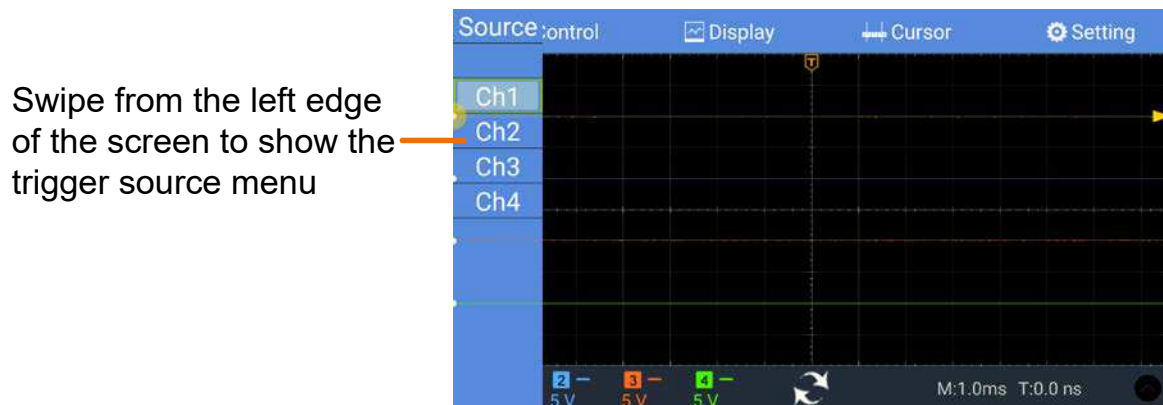 Swipe from the left edge
of the screen to show the
trigger source menu
Source :ontrol Display Cursor Setting
T
Ch1
Ch2
Ch3
Ch4
2 3 4
5 V 5 V 5 V M:1.0ms T:0.0 ns